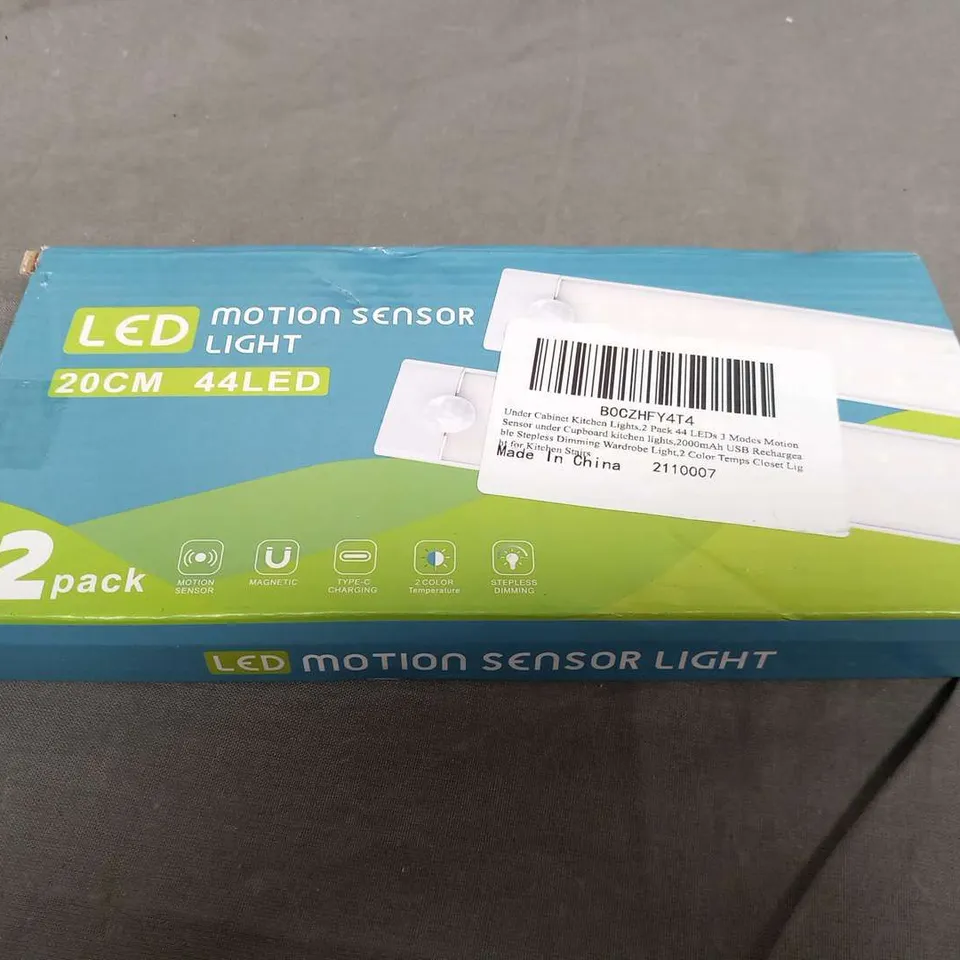 LED MOTION SENSOR
LIGHT
20CM 44LED
B0CZHFY4T4
Under Cabinet Kitchen Lights,2 Pack 44 LEDs 3 Modes Motion
Sensor under Cupboard kitchen lights,2000mAh USB Rechargea
ble Stepless Dimming Wardrobe Light,2 Color Temps Closet Lig
ht for Kitchen Stairs
Made In China 2110007
2 pack
MOTION
SENSOR
MAGNETIC
TYPE-C
CHARGING
2 COLOR
Temperature
STEPLESS
DIMMING
LED MOTION SENSOR LIGHT